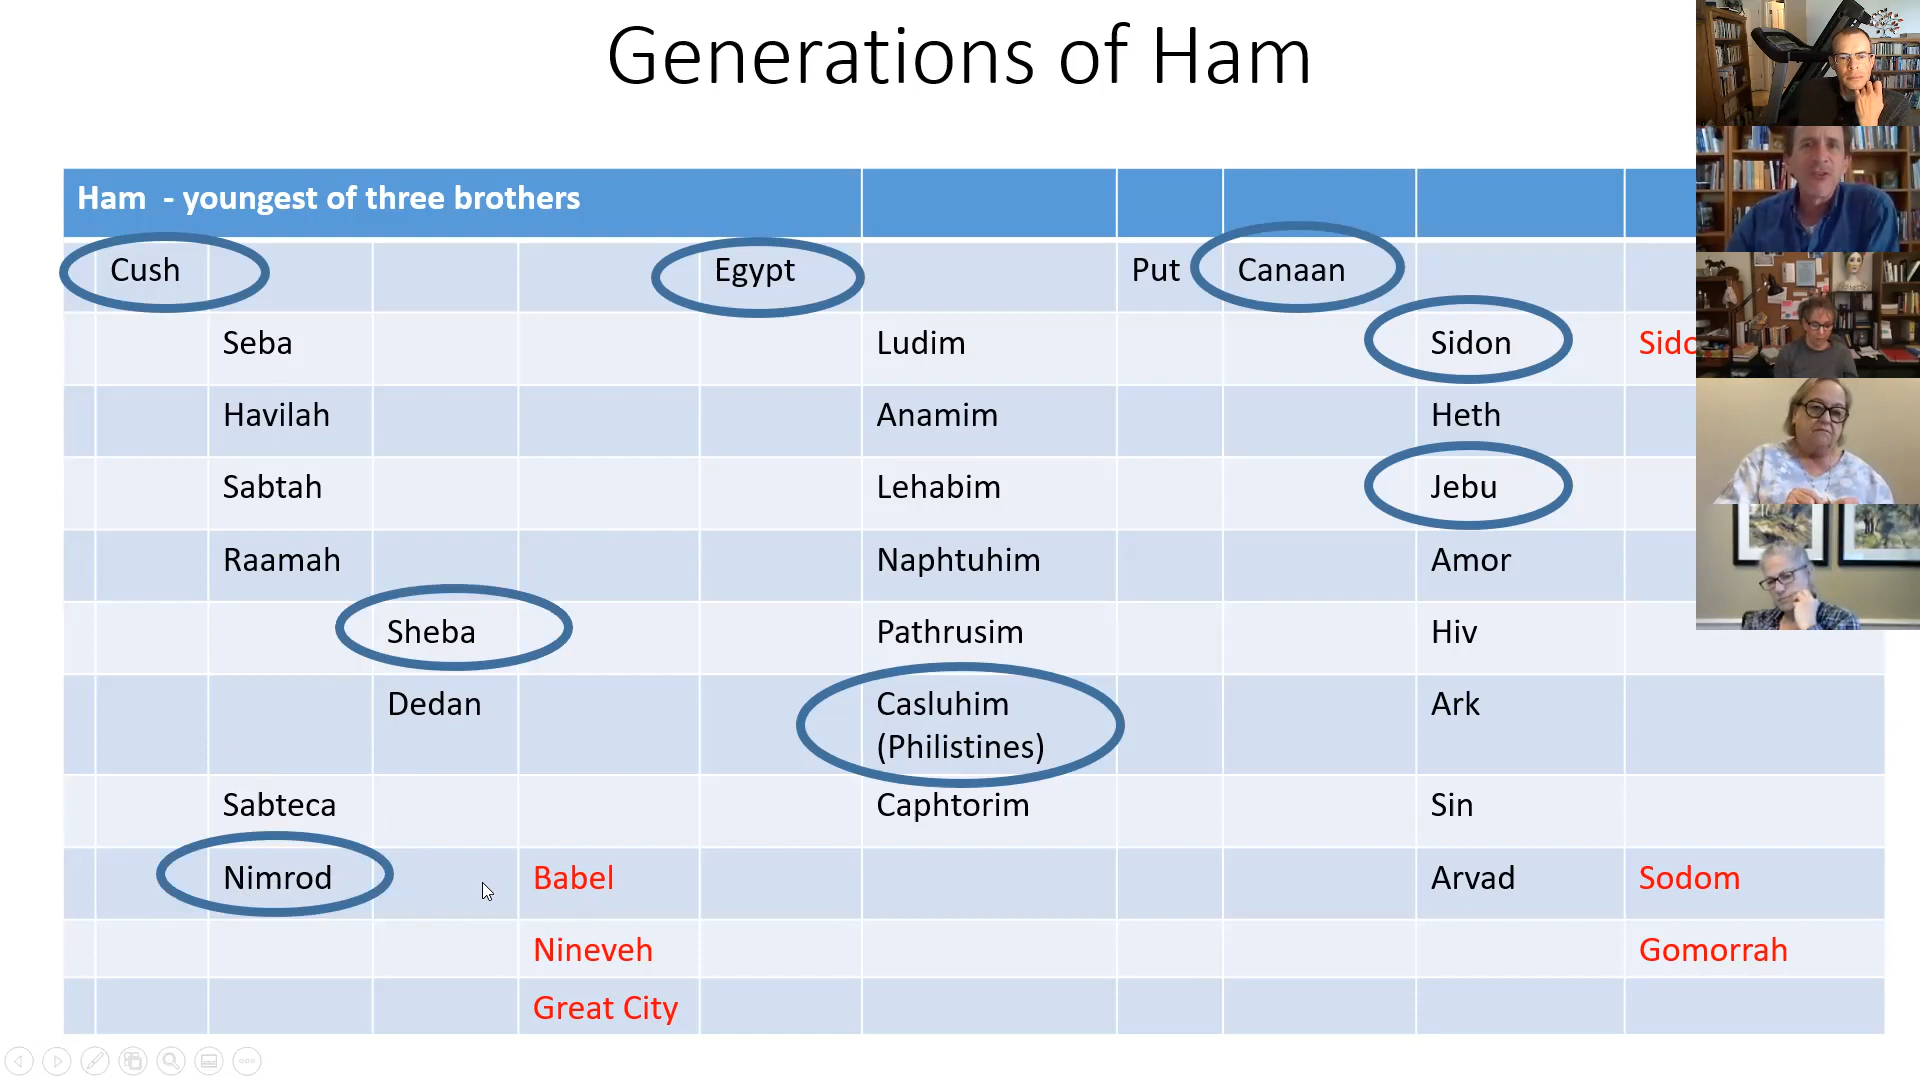 Generations of Ham
Ham - youngest of three brothers
Cush Egypt Put Canaan
Seba Ludim Sidon
Havilah Anamim Heth
Sabtah Lehabim Jebu
Raamah Naphtuhim Amor
Sheba Pathrusim Hiv
Dedan Casluhim Ark
(Philistines)
Sabteca Caphtorim Sin
Nimrod Babel Arvad Sodom
Nineveh Gomorrah
Great City